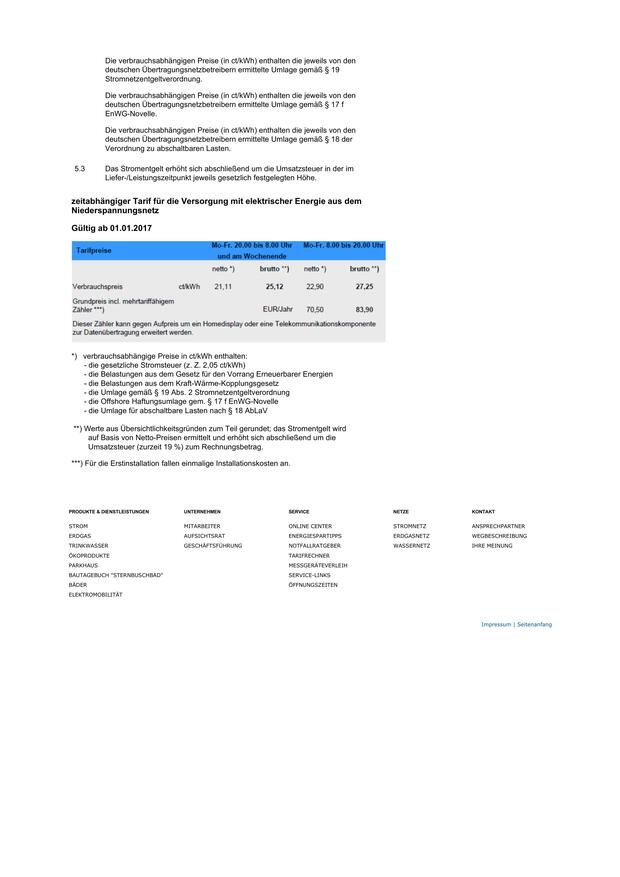 Die verbrauchsabhängigen Preise (in ct/kWh) enthalten die jeweils von den
deutschen Übertragungsnetzbetreibern ermittelte Umlage gemäß § 19
Stromnetzentgeltverordnung.
Die verbrauchsabhängigen Preise (in ct/kWh) enthalten die jeweils von den
deutschen Übertragungsnetzbetreibern ermittelte Umlage gemäß § 17 f
EnWG-Novelle.
Die verbrauchsabhängigen Preise (in ct/kWh) enthalten die jeweils von den
deutschen Übertragungsnetzbetreibern ermittelte Umlage gemäß § 18 der
Verordnung zu abschaltbaren Lasten.
5.3 Das Stromentgelt erhöht sich abschließend um die Umsatzsteuer in der im
Liefer-/Leistungszeitpunkt jeweils gesetzlich festgelegten Höhe.
zeitabhängiger Tarif für die Versorgung mit elektrischer Energie aus dem
Niederspannungsnetz
Gültig ab 01.01.2017
Tarifpreise Mo-Fr. 20.00 bis 8.00 Uhr Mo-Fr. 8.00 bis 20.00 Uhr
und am Wochenende
netto *) brutto **) netto *) brutto **)
Verbrauchspreis ct/kWh 21,11 25,12 22,90 27,25
Grundpreis incl. mehrtariffähigem
Zähler ***) EUR/Jahr 70,50 83,90
Dieser Zähler kann gegen Aufpreis um ein Homedisplay oder eine Telekommunikationskomponente
zur Datenübertragung erweitert werden.
*) verbrauchsabhängige Preise in ct/kWh enthalten:
- die gesetzliche Stromsteuer (z. Z. 2,05 ct/kWh)
- die Belastungen aus dem Gesetz für den Vorrang Erneuerbarer Energien
- die Belastungen aus dem Kraft-Wärme-Kopplungsgesetz
- die Umlage gemäß § 19 Abs. 2 Stromnetzentgeltverordnung
- die Offshore Haftungsumlage gem. § 17 f EnWG-Novelle
- die Umlage für abschaltbare Lasten nach § 18 AbLaV
**) Werte aus Übersichtlichkeitsgründen zum Teil gerundet; das Stromentgelt wird
auf Basis von Netto-Preisen ermittelt und erhöht sich abschließend um die
Umsatzsteuer (zurzeit 19 %) zum Rechnungsbetrag.
***) Für die Erstinstallation fallen einmalige Installationskosten an.
PRODUKTE & DIENSTLEISTUNGEN UNTERNEHMEN SERVICE NETZE KONTAKT
STROM MITARBEITER ONLINE CENTER STROMNETZ ANSPRECHPARTNER
ERDGAS AUFSICHTSRAT ENERGIESPARTIPPS ERDGASNETZ WEGBESCHREIBUNG
TRINKWASSER GESCHÄFTSFÜHRUNG NOTFALLRATGEBER WASSERNETZ IHRE MEINUNG
ÖKOPRODUKTE TARIFRECHNER
PARKHAUS MESSGERÄTEVERLEIH
BAUTAGEBUCH "STERNBUSCHBAD" SERVICE-LINKS
BÄDER ÖFFNUNGSZEITEN
ELEKTROMOBILITÄT
Impressum | Seitenanfang